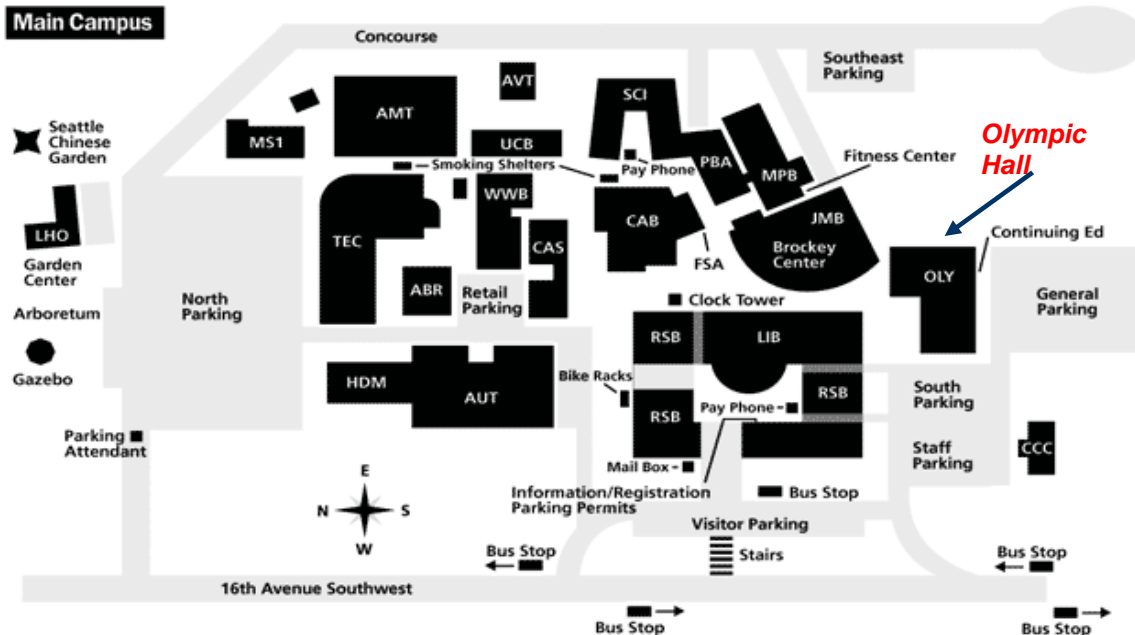 Main Campus
Concourse
Southeast
Parking
AVT
SCI
AMT
Seattle
Chinese
Garden
MS1
UCB
Olympic
Hall
Smoking Shelters
Pay Phone
PBA
MPB
Fitness Center
WWB
LHO
TEC
CAS
CAB
JMB
Brockey
Center
FSA
Continuing Ed
OLY
Garden
Center
North
Parking
ABR
Retail
Parking
Clock Tower
General
Parking
Arboretum
RSB
LIB
Gazebo
HDM
AUT
Bike Racks
RSB
Pay Phone
RSB
South
Parking
Parking
Attendant
Staff
Parking
CCC
Mail Box
Information/Registration
Parking Permits
Bus Stop
E
N
S
W
Visitor Parking
Bus Stop
Stairs
Bus Stop
16th Avenue Southwest
Bus Stop
Bus Stop